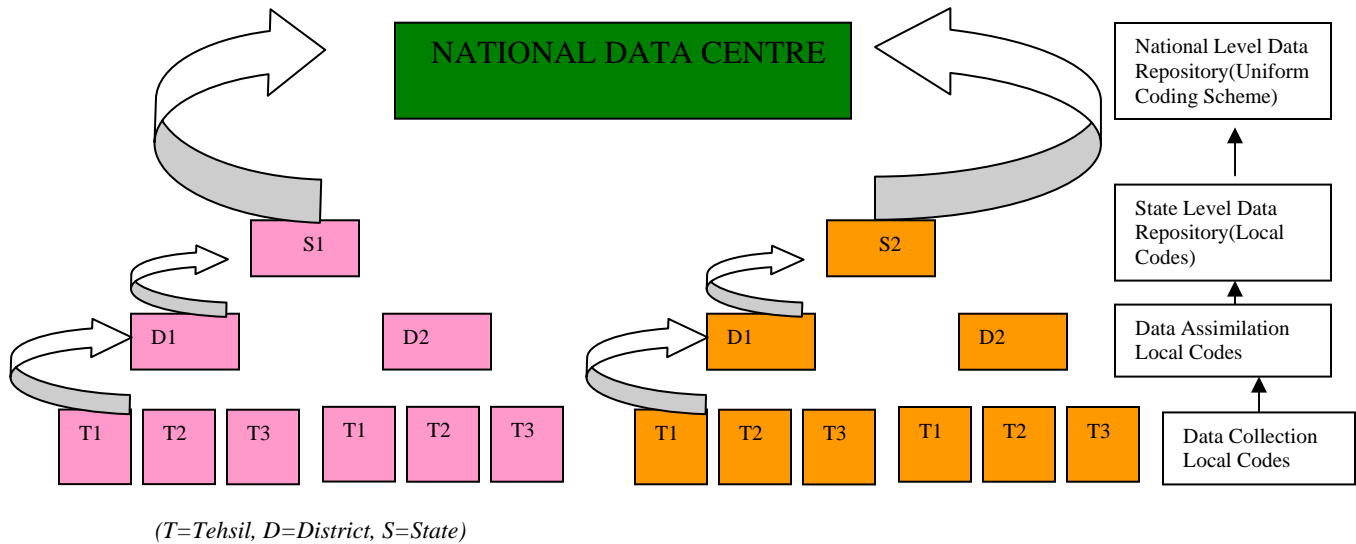 NATIONAL DATA CENTRE
National Level Data
Repository(Uniform
Coding Scheme)
S1
S2
State Level Data
Repository(Local
Codes)
D1
D2
D1
D2
Data Assimilation
Local Codes
T1
T2
T3
T1
T2
T3
T1
T2
T3
T1
T2
T3
Data Collection
Local Codes
(T=Tehsil, D=District, S=State)